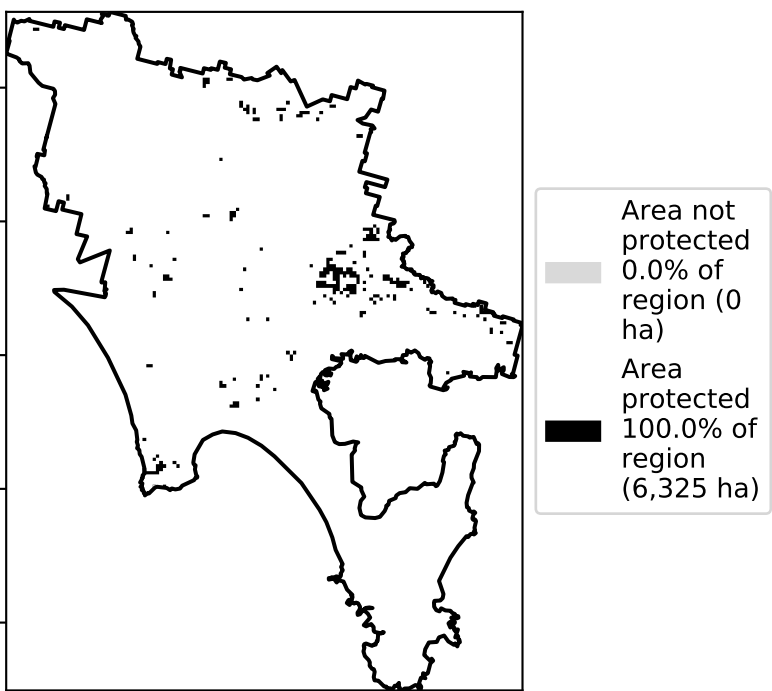 Area not
protected
0.0% of
region (0
ha)
Area
protected
100.0% of
region
(6,325 ha)